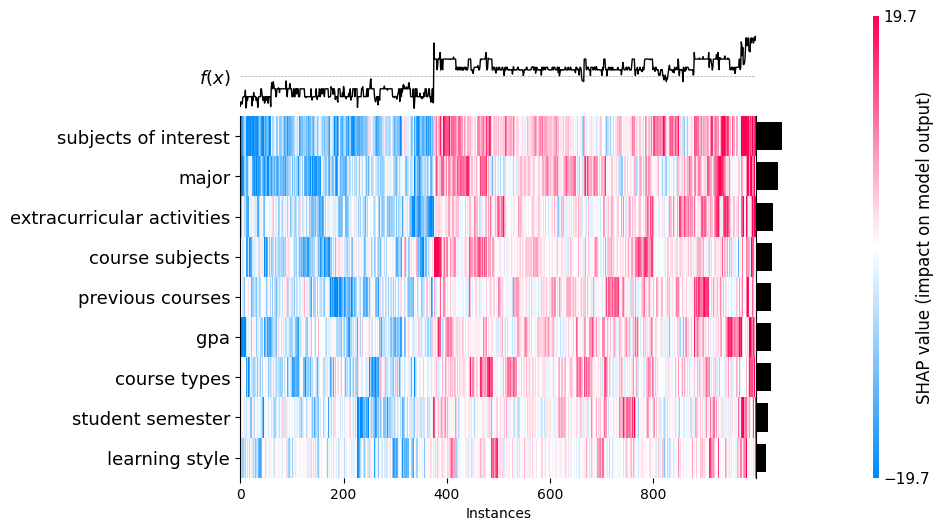 19.7
f(x)
subjects of interest
major
extracurricular activities
course subjects
previous courses
gpa
course types
student semester
learning style
0 200 400 600 800
Instances
SHAP value (impact on model output)
−19.7